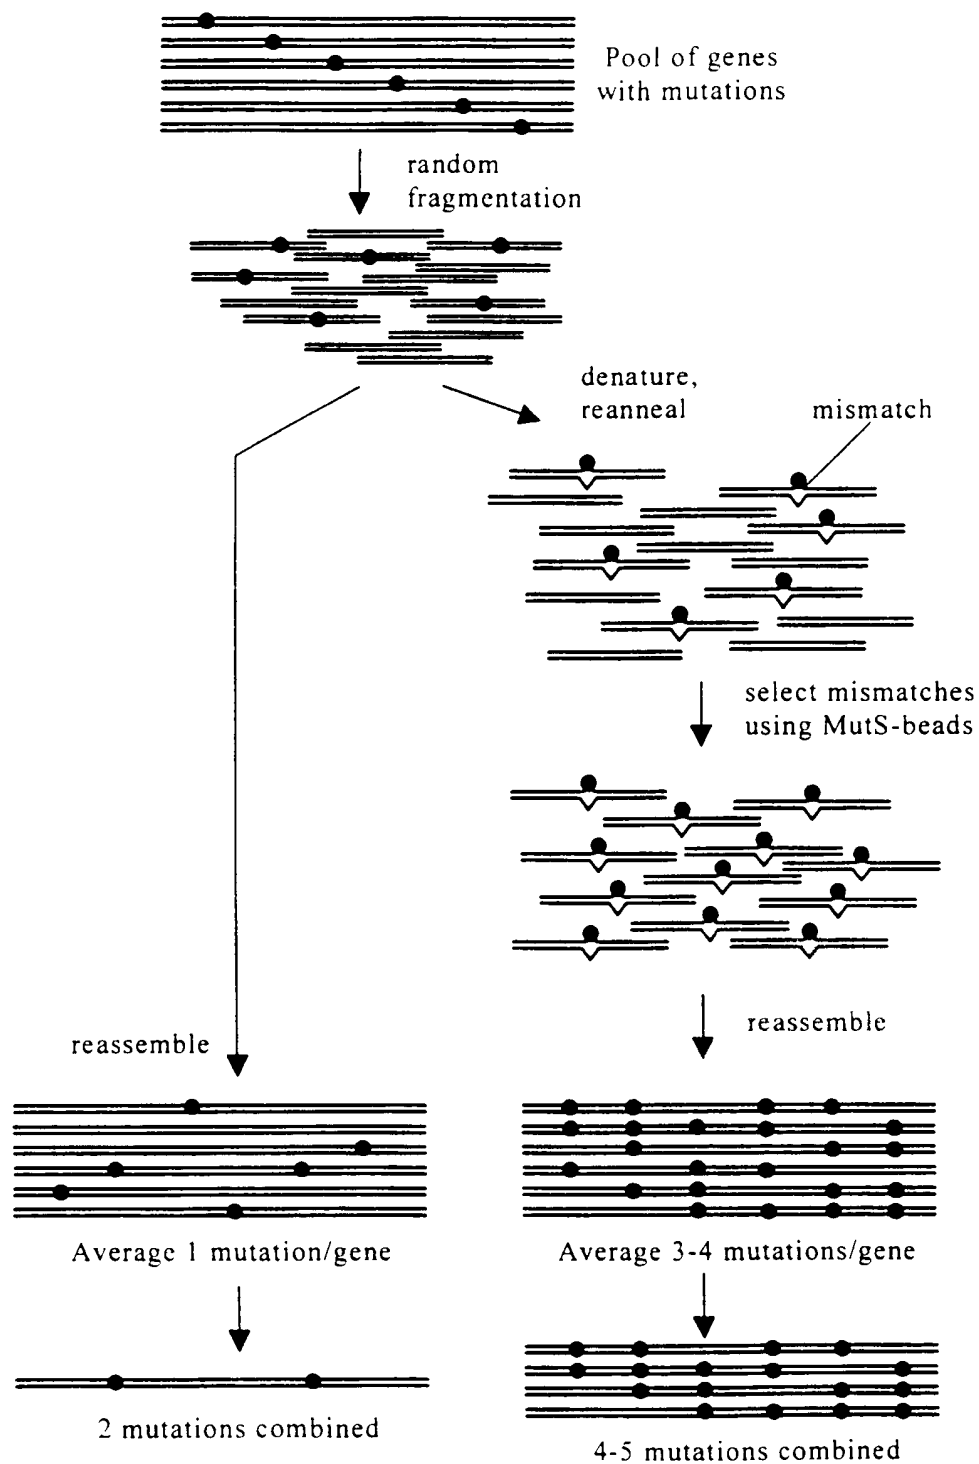 Pool of genes
with mutations
random
fragmentation
denature,
reanneal
mismatch
select mismatches
using MutS-beads
reassemble
reassemble
Average 1 mutation/gene
Average 3-4 mutations/gene
2 mutations combined
4-5 mutations combined